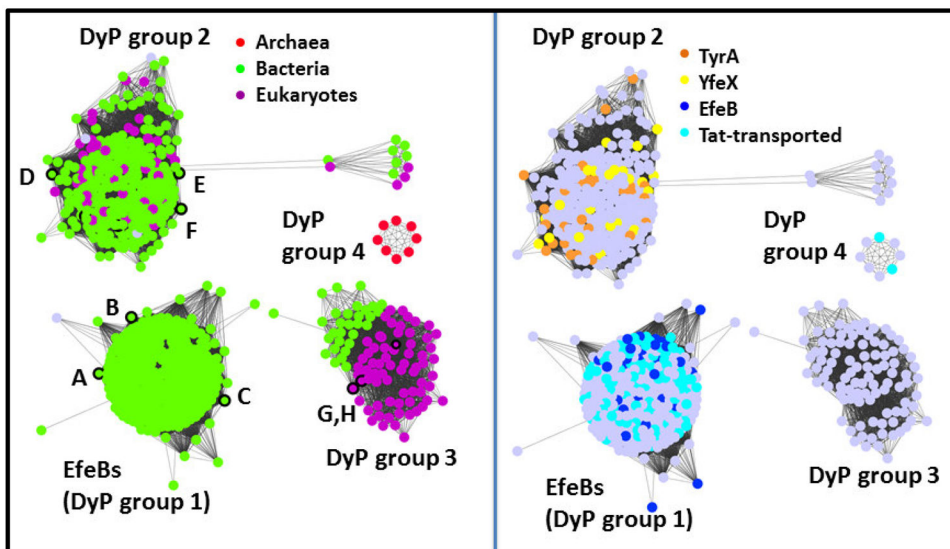 DyP group 2
Archaea
Bacteria
Eukaryotes
D
E
F
DyP
group 4
B
A
C
G,H
EfeBs
(DyP group 1)
DyP group 3
DyP group 2
TyrA
YfeX
EfeB
Tat-transported
DyP
group 4
EfeBs
(DyP group 1)
DyP group 3